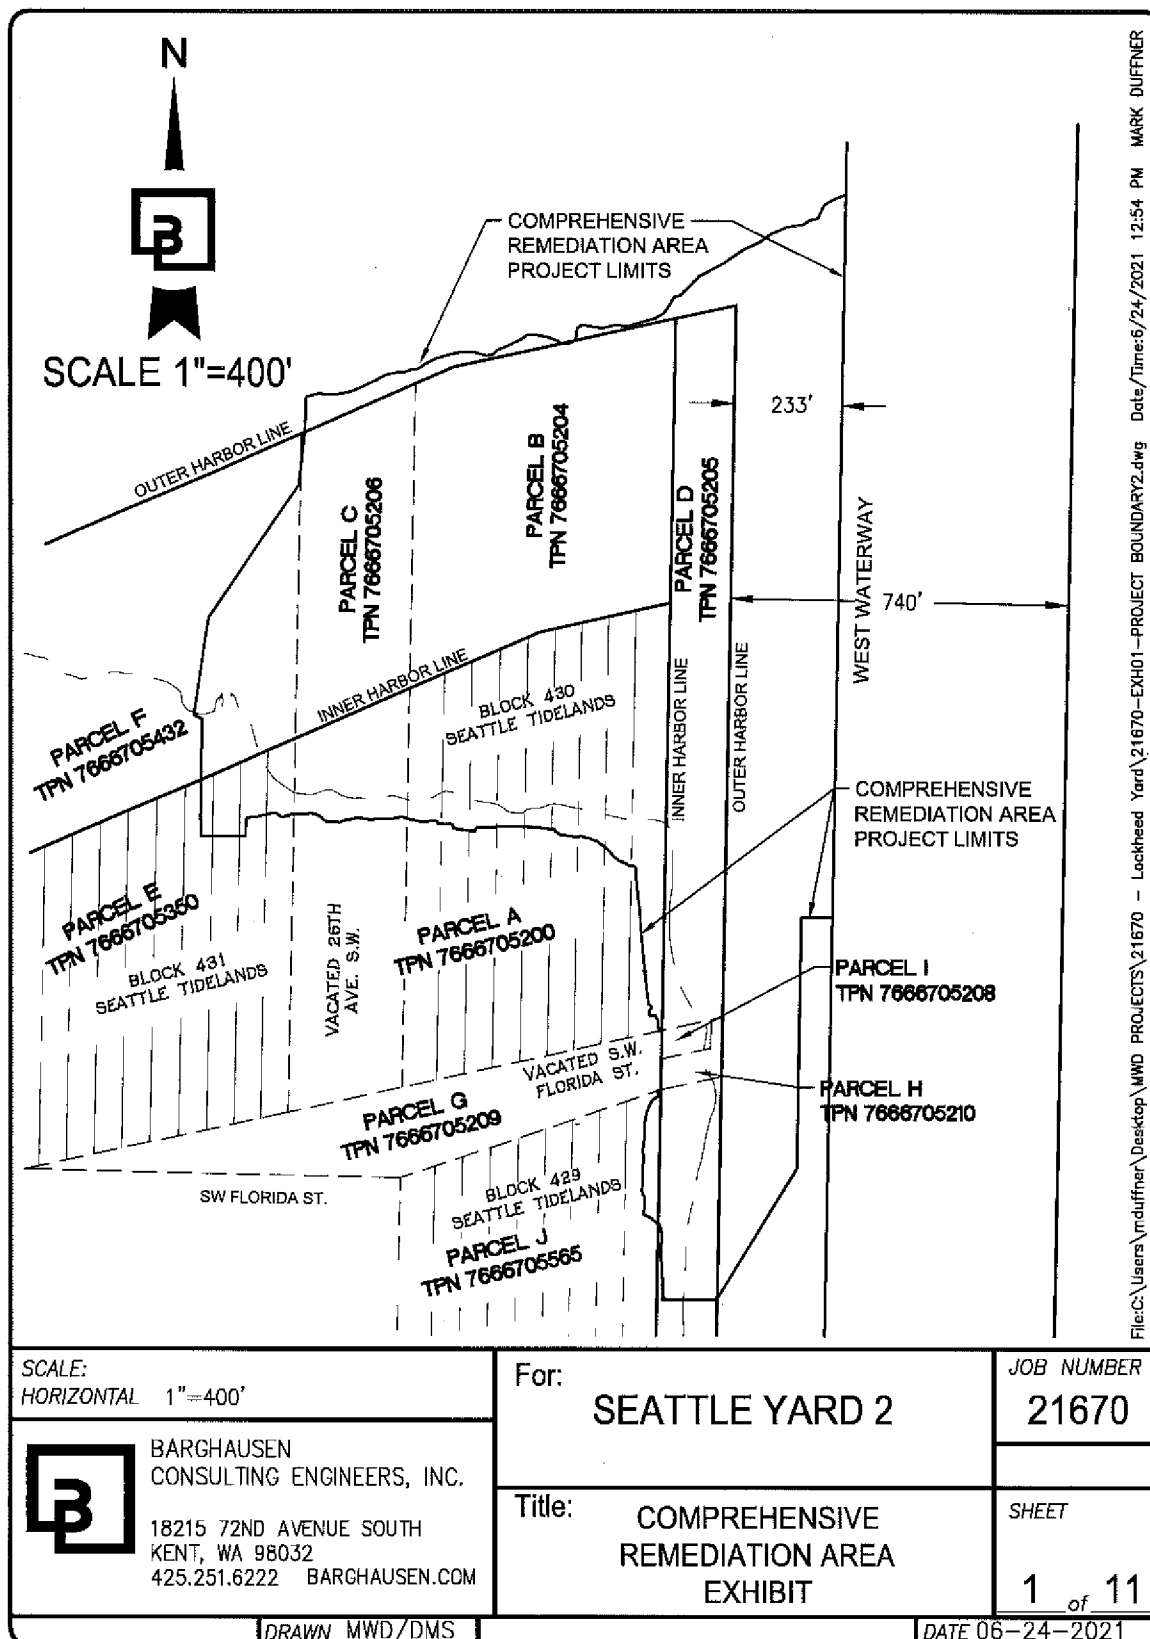 N
B
SCALE 1"=400'
COMPREHENSIVE
REMEDIATION AREA
PROJECT LIMITS
233'
OUTER HARBOR LINE
PARCEL C
TPN 7666705206
PARCEL B
TPN 7666705204
PARCEL D
TPN 7666705205
WEST WATERWAY
740'
INNER HARBOR LINE
BLOCK 430
SEATTLE TIDELANDS
INNER HARBOR LINE
OUTER HARBOR LINE
PARCEL F
TPN 7666705432
COMPREHENSIVE
REMEDIATION AREA
PROJECT LIMITS
PARCEL E
TPN 7666705350
BLOCK 431
SEATTLE TIDELANDS
VACATED 26TH
AVE. S.W.
PARCEL A
TPN 7666705200
PARCEL I
TPN 7666705208
VACATED S.W.
FLORIDA ST.
PARCEL H
TPN 7666705210
PARCEL G
TPN 7666705209
SW FLORIDA ST.
BLOCK 429
SEATTLE TIDELANDS
PARCEL J
TPN 7666705565
File:C:\Users\mduffner\Desktop\MWD PROJECTS\21670 - Lockheed Yard\21670-EXH01-PROJECT BOUNDARY2.dwg Date/Time:6/24/2021 12:54 PM MARK DUFFNER
SCALE:
HORIZONTAL 1"=400'
For:
SEATTLE YARD 2
JOB NUMBER
21670
B
BARGHAUSEN
CONSULTING ENGINEERS, INC.
18215 72ND AVENUE SOUTH
KENT, WA 98032
425.251.6222 BARGHAUSEN.COM
Title:
COMPREHENSIVE
REMEDIATION AREA
EXHIBIT
SHEET
1 of 11
DRAWN MWD/DMS
DATE 06-24-2021